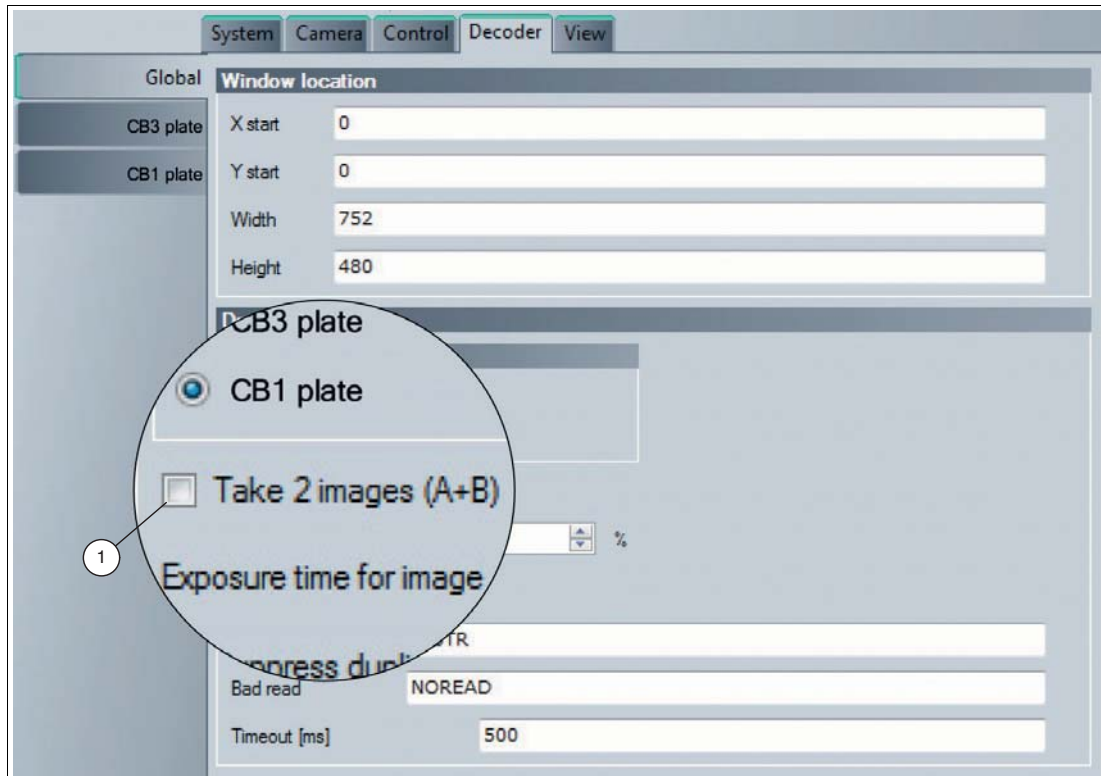 System Camera Control Decoder View
Global
CB3 plate
CB1 plate
Window location
X start 0
Y start 0
Width 752
Height 480
CB3 plate
CB1 plate
Take 2 images (A+B)
%
1
Exposure time for image
Bad read NOREAD
Timeout [ms] 500